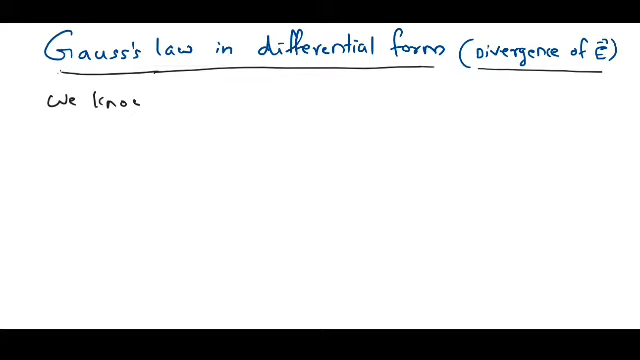 Gauss's law in differential form (Divergence of E⃗)
we kno